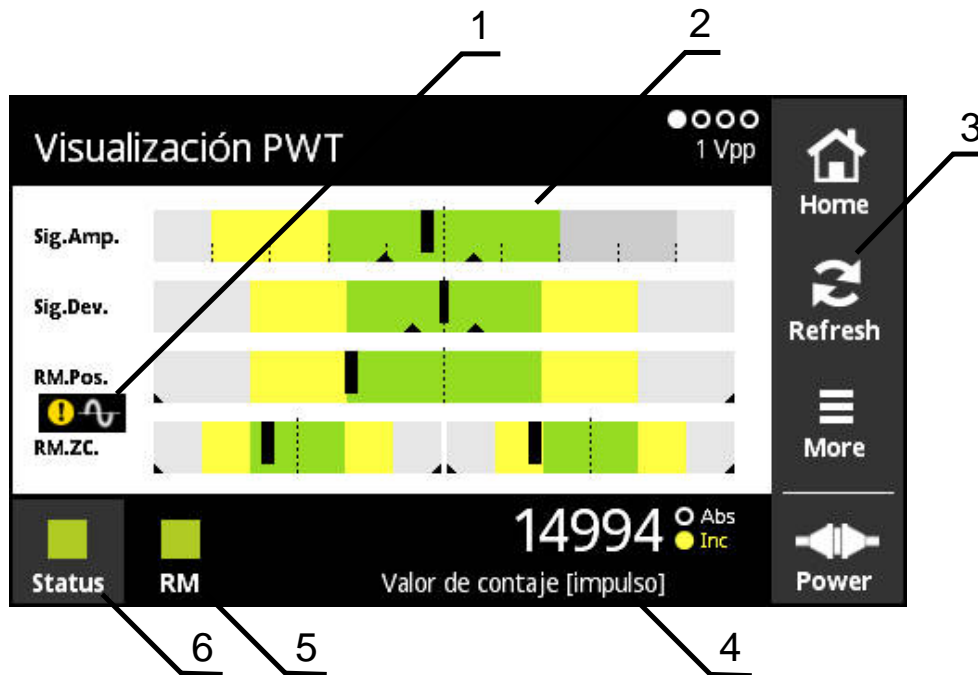 1
2
3
Visualización PWT
1 Vpp
Home
Sig.Amp.
Sig.Dev.
Refresh
RM.Pos.
RM.ZC.
More
14994
Abs
Inc
Status
RM
Valor de contaje [impulso]
Power
6
5
4